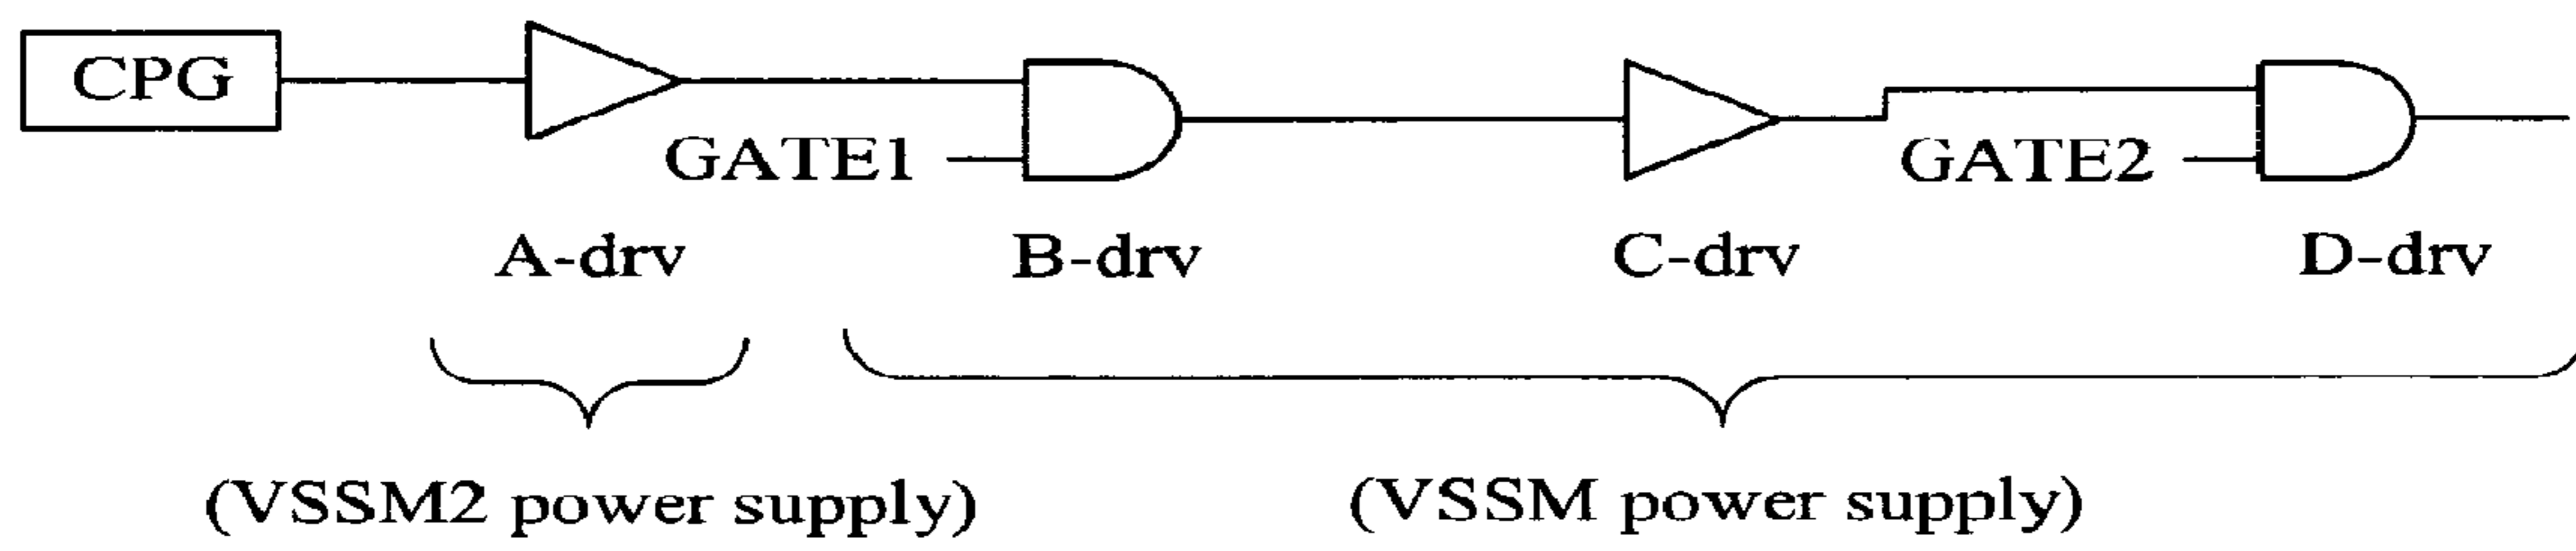 CPG
GATE1
GATE2
A-drv
B-drv
C-drv
D-drv
(VSSM2 power supply)
(VSSM power supply)